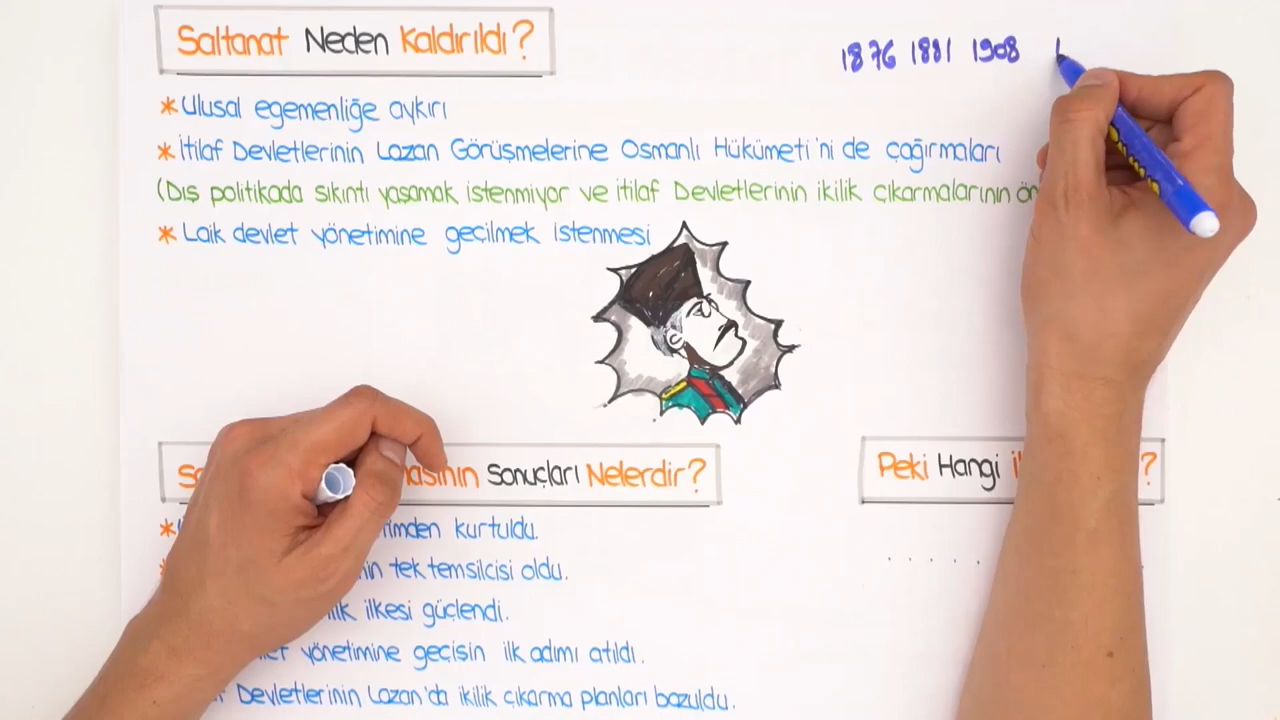 Saltanat Neden Kaldırıldı?
1876 1881 1908
*Ulusal egemenliğe aykırı
*İtilaf Devletlerinin Lozan Görüşmelerine Osmanlı Hükümeti'ni de çağırmaları
(Dış politikada sıkıntı yaşamak istenmiyor ve İtilaf Devletlerinin ikilik çıkarmalarının ön
*Laik devlet yönetimine geçilmek istenmesi
Sonuçları Nelerdir?
Peki Hangi ?
kurtuldu.
tek temsilcisi oldu.
ilkesi güçlendi.
yönetimine geçişin ilk adımı atıldı.
Devletlerinin Lozan'da ikilik çıkarma planları bozuldu.